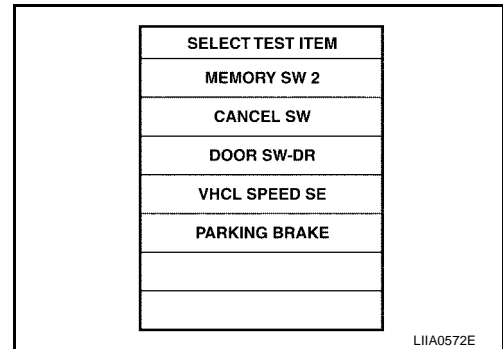 SELECT TEST ITEM
MEMORY SW 2
CANCEL SW
DOOR SW-DR
VHCL SPEED SE
PARKING BRAKE
LIIA0572E